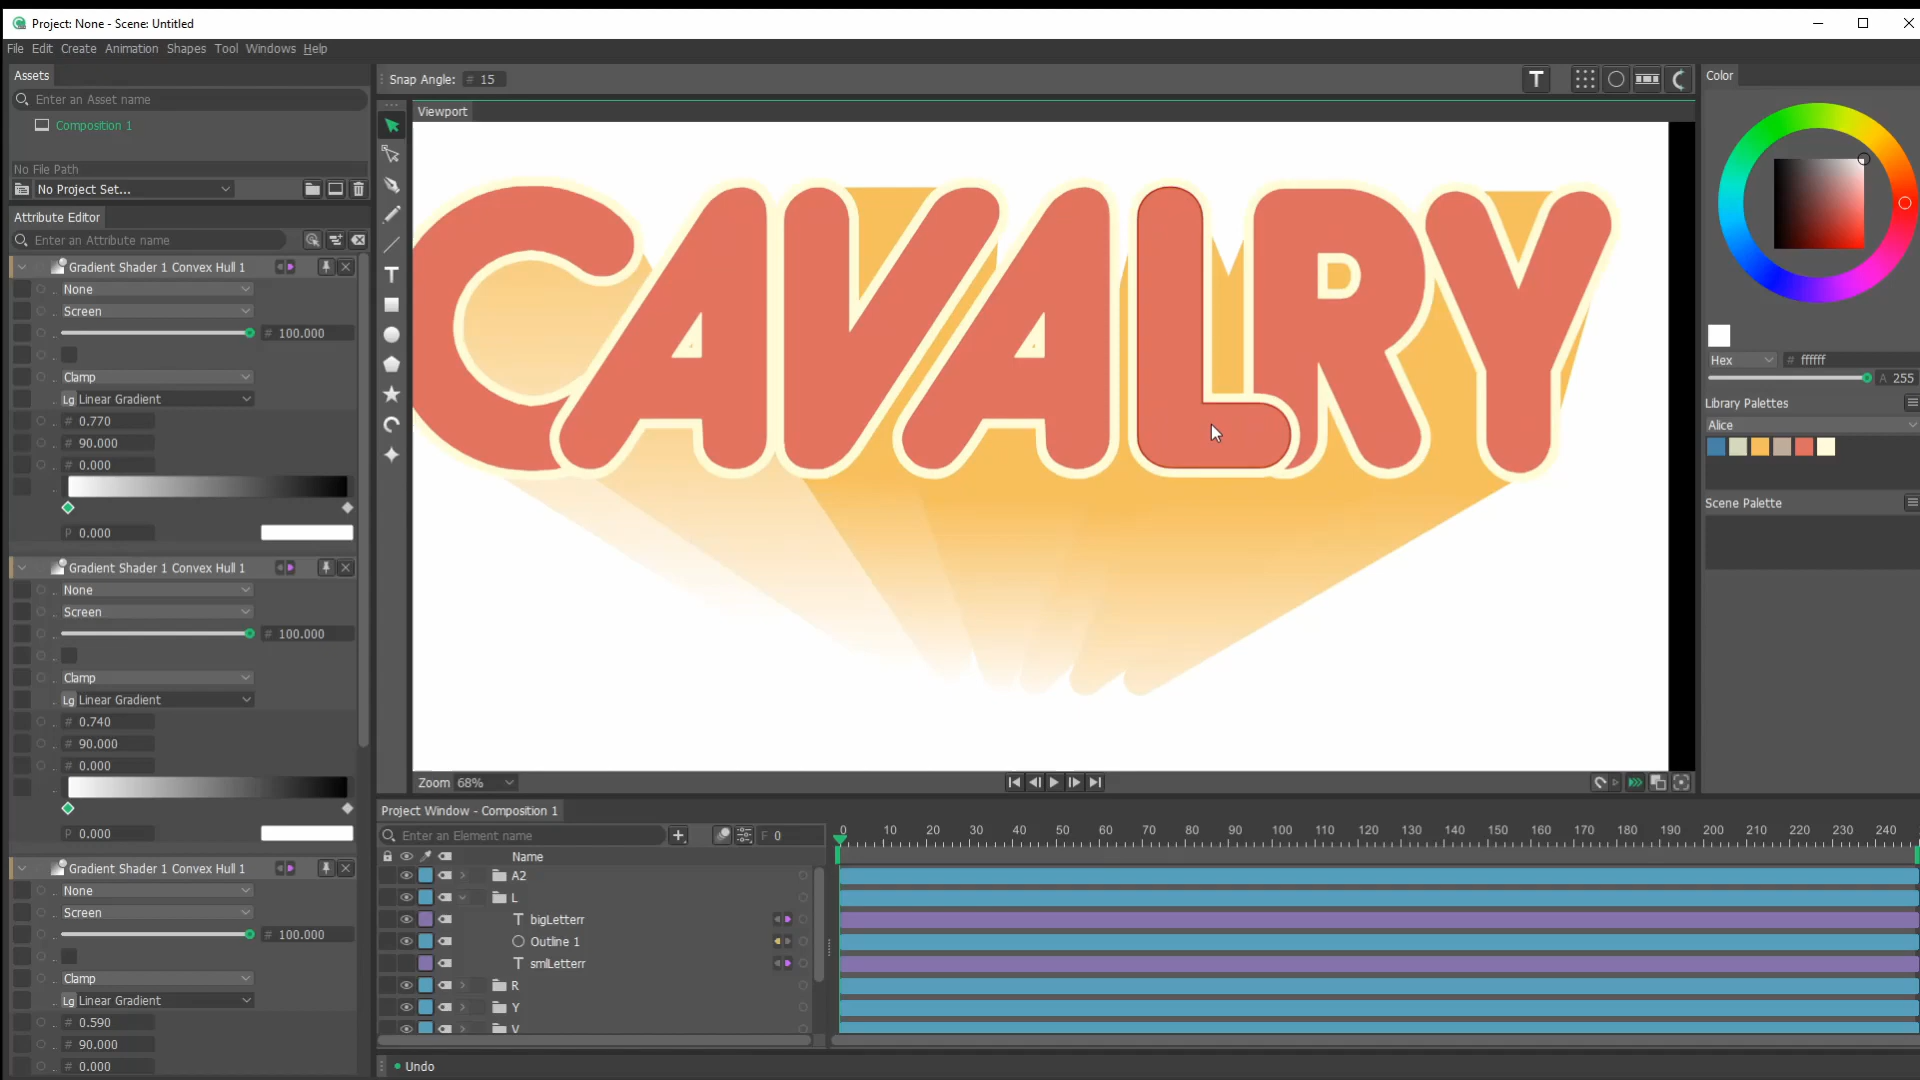 Project: None - Scene: Untitled
File Edit Create Animation Shapes Tool Windows Help
Assets
Enter an Asset name
Composition 1
No File Path
No Project Set...
Attribute Editor
Enter an Attribute name
Gradient Shader 1 Convex Hull 1
None
Screen
# 100.000
Clamp
Lg Linear Gradient
# 0.770
# 90.000
# 0.000
P 0.000
Gradient Shader 1 Convex Hull 1
None
Screen
# 100.000
Clamp
Lg Linear Gradient
# 0.740
# 90.000
# 0.000
P 0.000
Gradient Shader 1 Convex Hull 1
None
Screen
# 100.000
Clamp
Lg Linear Gradient
# 0.590
# 90.000
# 0.000
Snap Angle: # 15
T
Viewport
T
CAVALRY
Zoom 68%
Project Window - Composition 1
Enter an Element name
F 0
0 10 20 30 40 50 60 70 80 90 100 110 120 130 140 150 160 170 180 190 200 210 220 230 240
Name
A2
L
T bigLetterr
Outline 1
T smlLetterr
R
Y
V
Undo
Color
Hex # ffffff
A 255
Library Palettes
Alice
Scene Palette